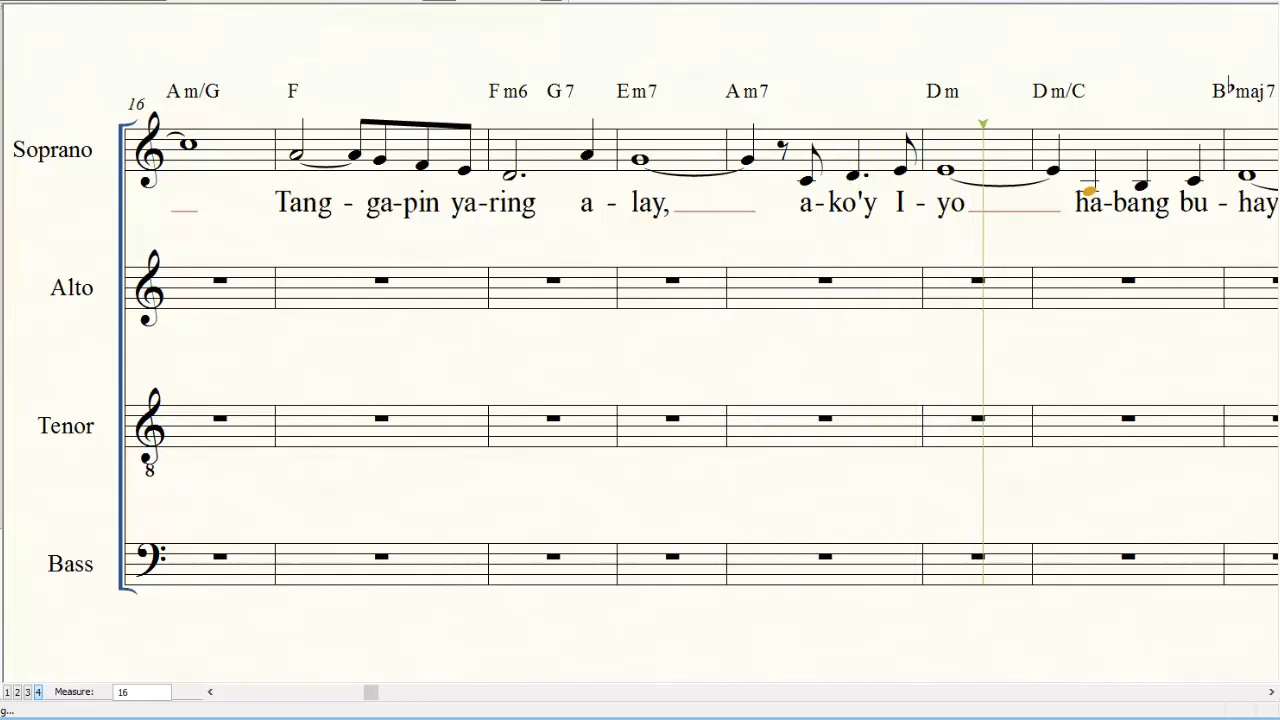 Am/G F Fm6 G7 Em7 Am7 Dm Dm/C B♭maj7
16
Soprano
Tang - ga-pin ya-ring a - lay, a-ko'y I - yo ha-bang bu - hay
Alto
Tenor
8
Bass
1 2 3 4 Measure: 16
g...